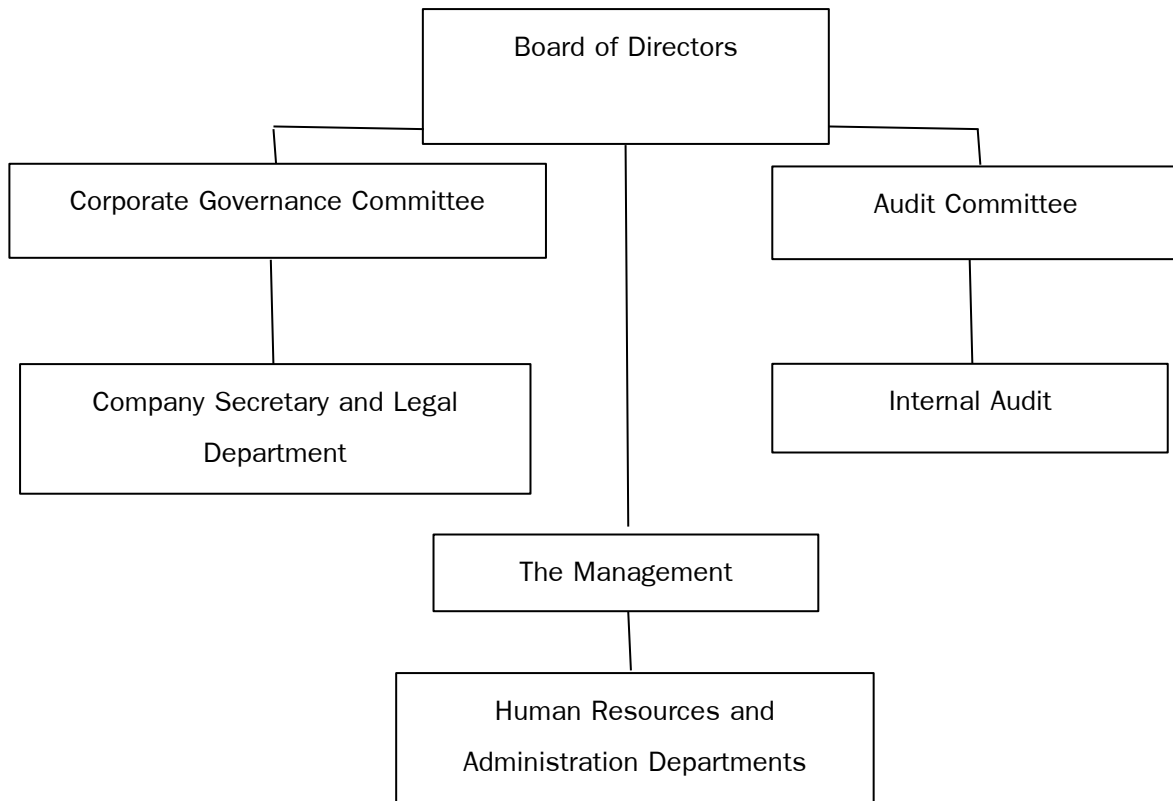 Board of Directors
Corporate Governance Committee
Audit Committee
Company Secretary and Legal
Department
Internal Audit
The Management
Human Resources and
Administration Departments